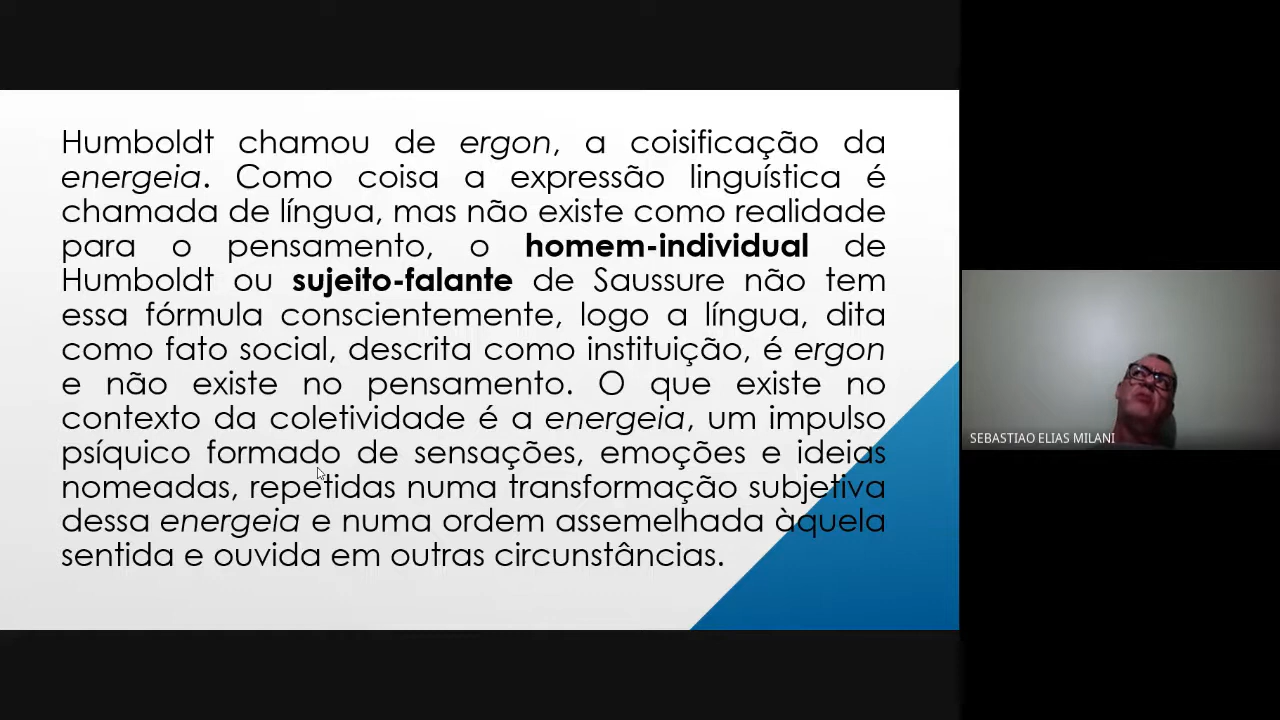 Humboldt chamou de ergon, a coisificação da
energeia. Como coisa a expressão linguística é
chamada de língua, mas não existe como realidade
para o pensamento, o homem-individual de
Humboldt ou sujeito-falante de Saussure não tem
essa fórmula conscientemente, logo a língua, dita
como fato social, descrita como instituição, é ergon
e não existe no pensamento. O que existe no
contexto da coletividade é a energeia, um impulso
psíquico formado de sensações, emoções e ideias
nomeadas, repetidas numa transformação subjetiva
dessa energeia e numa ordem assemelhada àquela
sentida e ouvida em outras circunstâncias.
SEBASTIAO ELIAS MILANI